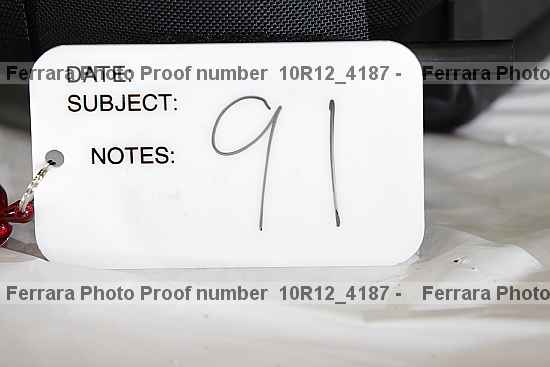 Ferrara Photo Proof number 10R12_4187 - Ferrara Photo
DATE:
SUBJECT:
NOTES: 91
Ferrara Photo Proof number 10R12_4187 - Ferrara Photo